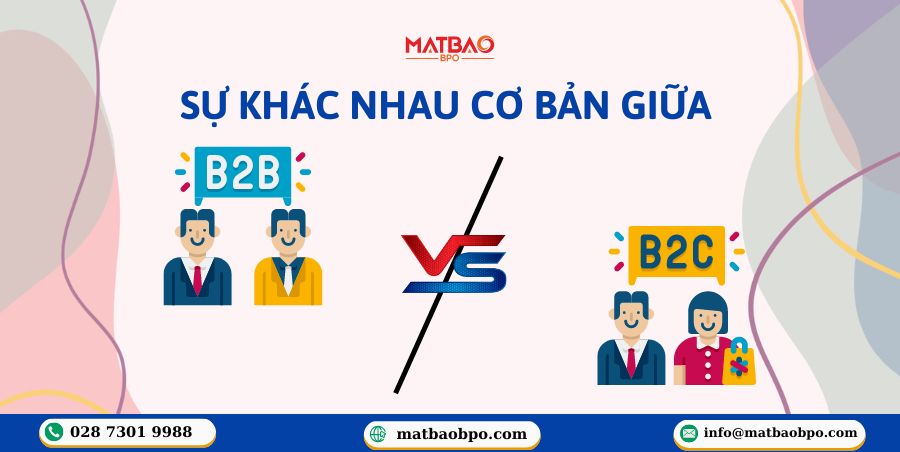 MATBAO
BPO
SỰ KHÁC NHAU CƠ BẢN GIỮA
B2B
VS
B2C
028 7301 9988
matbaobpo.com
info@matbaobpo.com